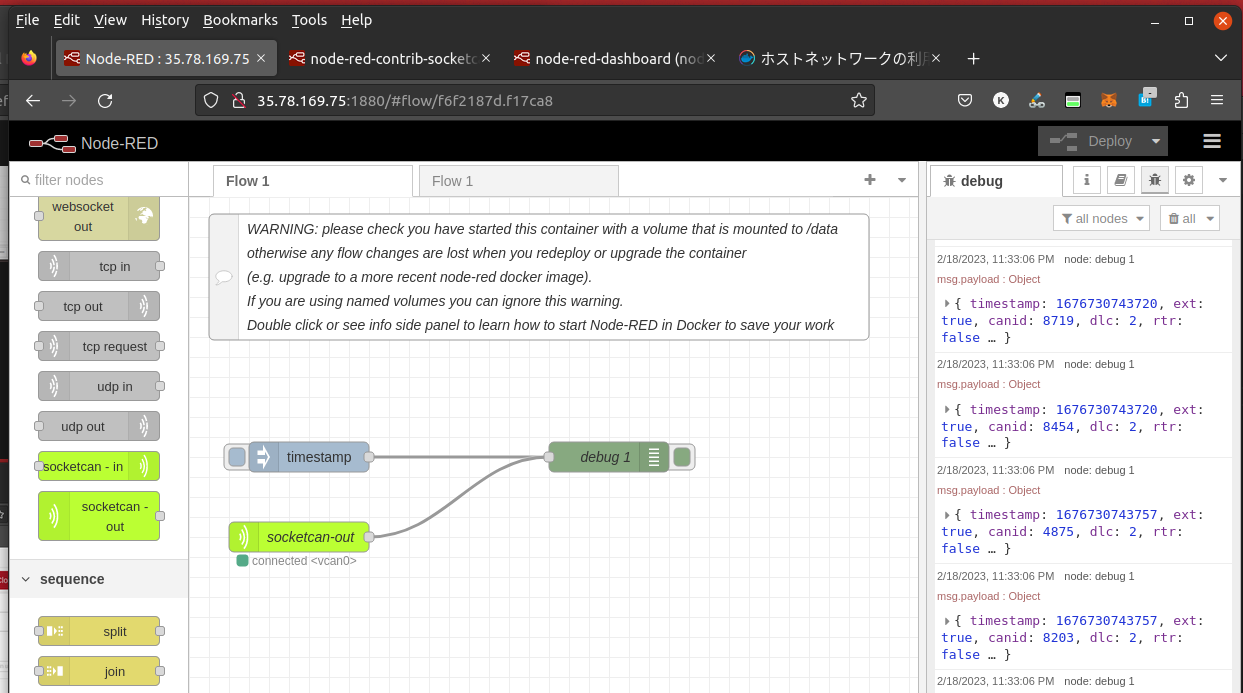 File Edit View History Bookmarks Tools Help
Node-RED : 35.78.169.75
node-red-contrib-socketc
node-red-dashboard (nod
ホストネットワークの利用
35.78.169.75:1880/#flow/f6f2187d.f17ca8
Node-RED
Deploy
filter nodes
Flow 1
Flow 1
debug
all nodes
all
websocket
out
tcp in
tcp out
tcp request
udp in
udp out
socketcan - in
socketcan -
out
sequence
split
join
WARNING: please check you have started this container with a volume that is mounted to /data
otherwise any flow changes are lost when you redeploy or upgrade the container
(e.g. upgrade to a more recent node-red docker image).
If you are using named volumes you can ignore this warning.
Double click or see info side panel to learn how to start Node-RED in Docker to save your work
timestamp
debug 1
socketcan-out
connected <vcan0>
2/18/2023, 11:33:06 PM node: debug 1
msg.payload : Object
{ timestamp: 1676730743720, ext:
true, canid: 8719, dlc: 2, rtr:
false … }
2/18/2023, 11:33:06 PM node: debug 1
msg.payload : Object
{ timestamp: 1676730743720, ext:
true, canid: 8454, dlc: 2, rtr:
false … }
2/18/2023, 11:33:06 PM node: debug 1
msg.payload : Object
{ timestamp: 1676730743757, ext:
true, canid: 4875, dlc: 2, rtr:
false … }
2/18/2023, 11:33:06 PM node: debug 1
msg.payload : Object
{ timestamp: 1676730743757, ext:
true, canid: 8203, dlc: 2, rtr:
false … }
2/18/2023, 11:33:06 PM node: debug 1